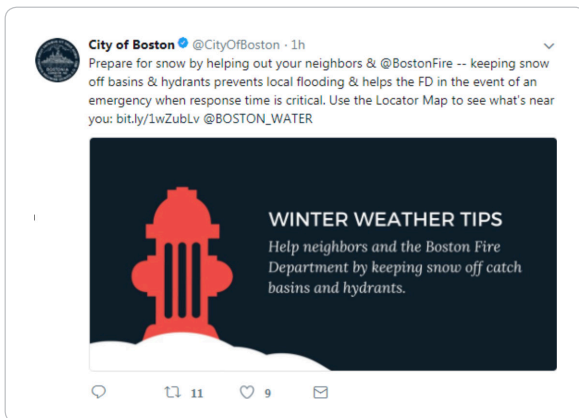 City of Boston @CityOfBoston · 1h
Prepare for snow by helping out your neighbors & @BostonFire -- keeping snow
off basins & hydrants prevents local flooding & helps the FD in the event of an
emergency when response time is critical. Use the Locator Map to see what's near
you: bit.ly/1wZubLv @BOSTON_WATER
WINTER WEATHER TIPS
Help neighbors and the Boston Fire
Department by keeping snow off catch
basins and hydrants.
11 9